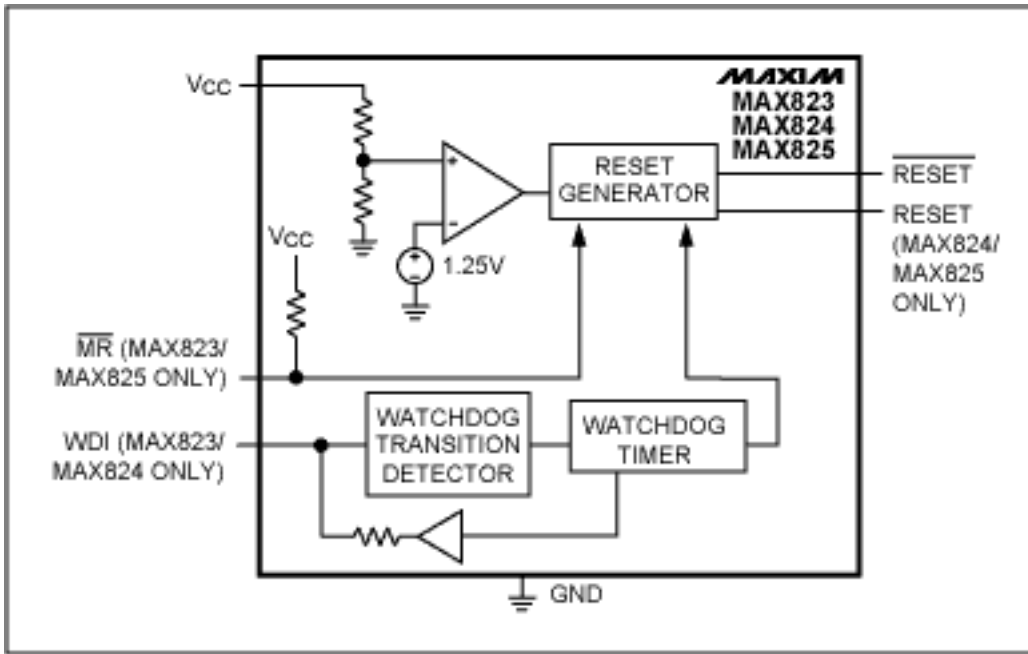 MAXIM
MAX823
MAX824
MAX825
VCC
RESET
GENERATOR
RESET
RESET
(MAX824/
MAX825
ONLY)
+
−
+
−
1.25V
VCC
MR (MAX823/
MAX825 ONLY)
WDI (MAX823/
MAX824 ONLY)
WATCHDOG
TRANSITION
DETECTOR
WATCHDOG
TIMER
GND